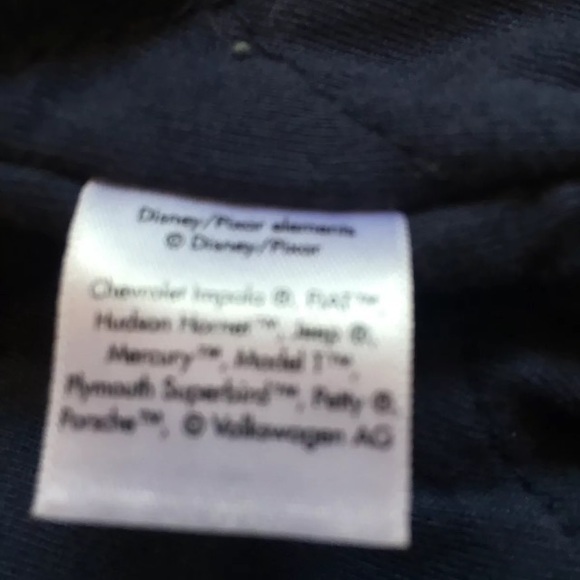 Disney/Pixar elements
© Disney/Pixar
Chevrolet Impala ®, FIAT™,
Hudson Hornet™, Jeep ®,
Mercury™, Model T™,
Plymouth Superbird™, Petty ®,
Porsche™, © Volkswagen AG